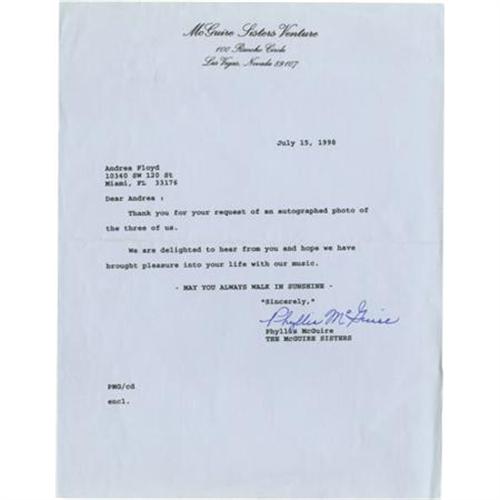 McGuire Sisters Venture
100 Rancho Circle
Las Vegas, Nevada 89107
July 15, 1998
Andrea Floyd
10340 SW 120 St
Miami, FL 33176
Dear Andrea :
Thank you for your request of an autographed photo of
the three of us.
We are delighted to hear from you and hope we have
brought pleasure into your life with our music.
- MAY YOU ALWAYS WALK IN SUNSHINE -
"Sincerely,"
Phyllis McGuire
Phyllis McGuire
THE McGUIRE SISTERS
PMG/cd
encl.